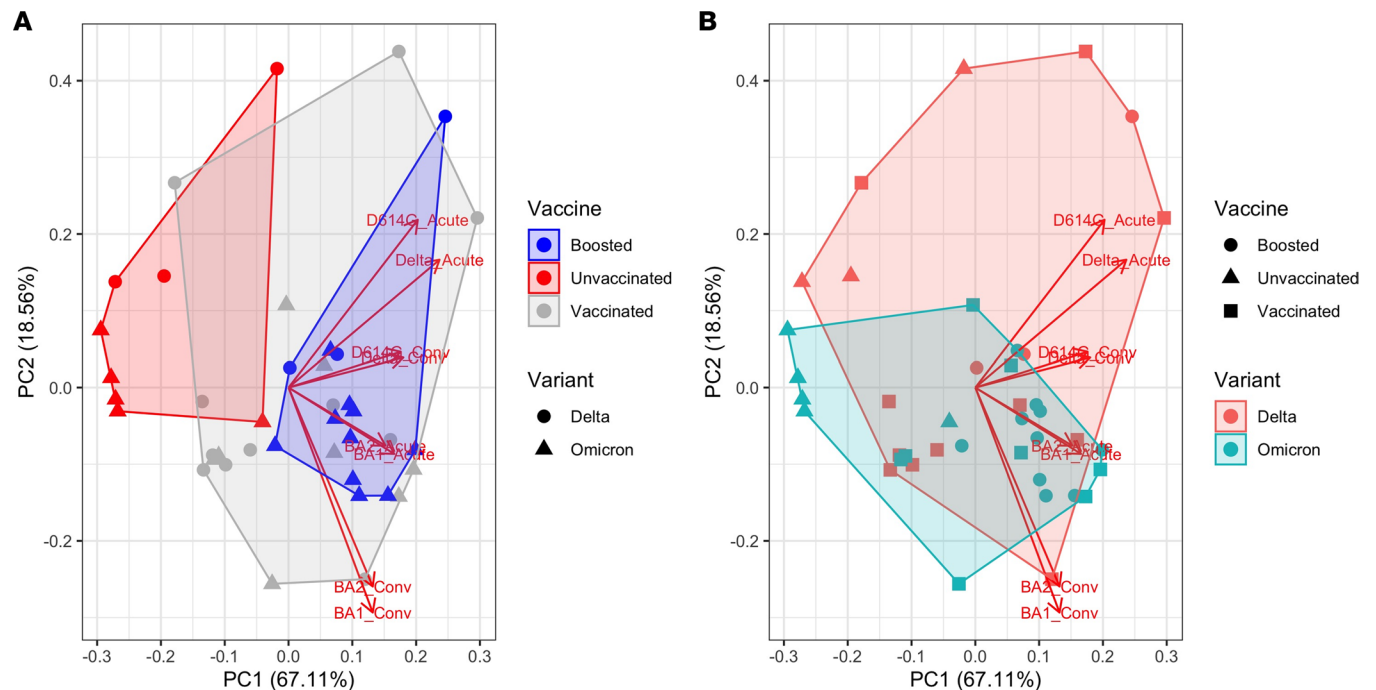 A
PC2 (18.56%)
0.4
0.2
0.0
-0.2
D614G_Acute
Delta_Acute
D614G_Conv
Delta_Conv
BA2_Acute
BA1_Acute
BA2_Conv
BA1_Conv
-0.3 -0.2 -0.1 0.0 0.1 0.2 0.3
PC1 (67.11%)
Vaccine
Boosted
Unvaccinated
Vaccinated
Variant
Delta
Omicron
B
PC2 (18.56%)
0.4
0.2
0.0
-0.2
D614G_Acute
Delta_Acute
D614G_Conv
Delta_Conv
BA2_Acute
BA1_Acute
BA2_Conv
BA1_Conv
-0.3 -0.2 -0.1 0.0 0.1 0.2 0.3
PC1 (67.11%)
Vaccine
Boosted
Unvaccinated
Vaccinated
Variant
Delta
Omicron